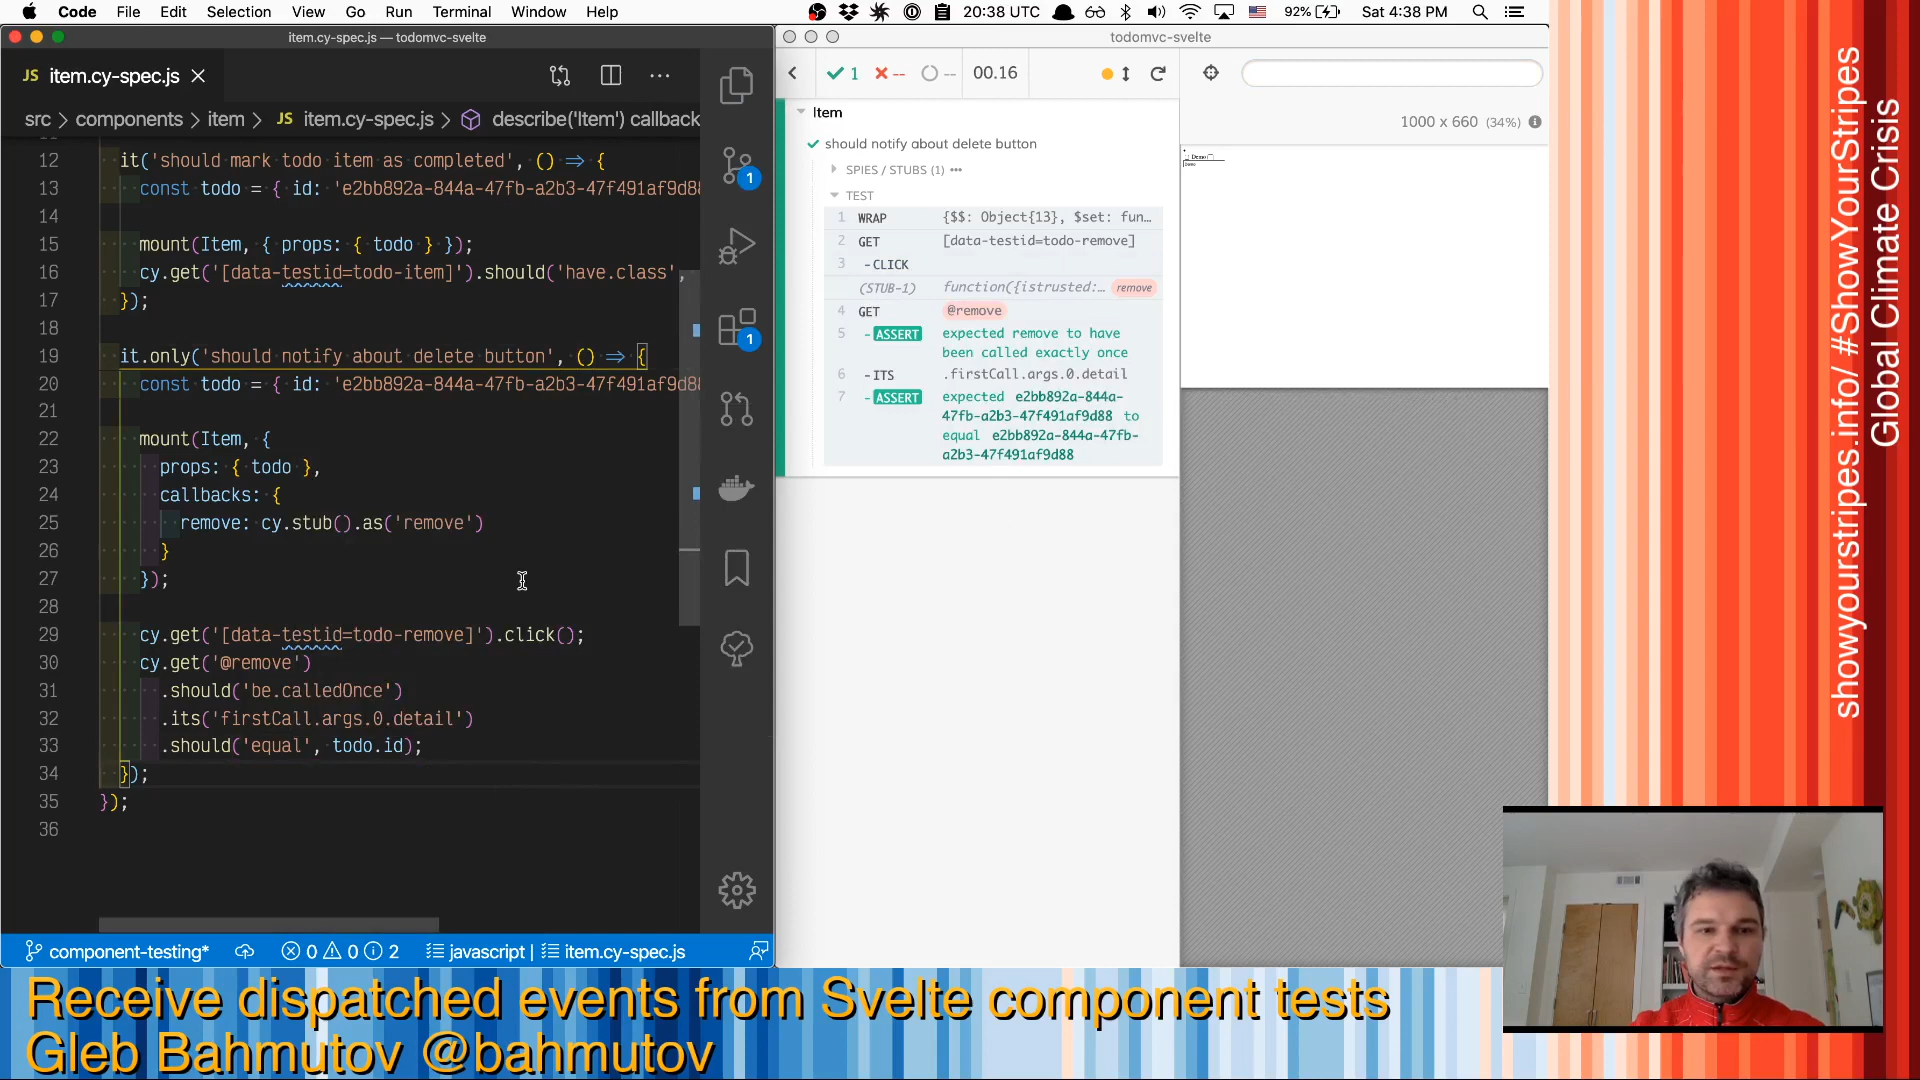 Code File Edit Selection View Go Run Terminal Window Help
20:38 UTC 92% Sat 4:38 PM
item.cy-spec.js — todomvc-svelte
JS item.cy-spec.js
src > components > item > JS item.cy-spec.js > describe('Item') callback
12 it('should mark todo item as completed', () => {
13 const todo = { id: 'e2bb892a-844a-47fb-a2b3-47f491af9d88
14
15 mount(Item, { props: { todo } });
16 cy.get('[data-testid=todo-item]').should('have.class',
17 });
18
19 it.only('should notify about delete button', () => {
20 const todo = { id: 'e2bb892a-844a-47fb-a2b3-47f491af9d88
21
22 mount(Item, {
23 props: { todo },
24 callbacks: {
25 remove: cy.stub().as('remove')
26 }
27 });
28
29 cy.get('[data-testid=todo-remove]').click();
30 cy.get('@remove')
31 .should('be.calledOnce')
32 .its('firstCall.args.0.detail')
33 .should('equal', todo.id);
34 });
35 });
36
1
1
component-testing* 0 0 2 javascript | item.cy-spec.js
todomvc-svelte
1 -- -- 00.16
1000 x 660 (34%)
Item
should notify about delete button
SPIES / STUBS (1)
TEST
1 WRAP {$$: Object{13}, $set: fun…
2 GET [data-testid=todo-remove]
3 -CLICK
(STUB-1) function({istrusted:… remove
4 GET @remove
5 -ASSERT expected remove to have
been called exactly once
6 -ITS .firstCall.args.0.detail
7 -ASSERT expected e2bb892a-844a-
47fb-a2b3-47f491af9d88 to
equal e2bb892a-844a-47fb-
a2b3-47f491af9d88
Demo
showyourstripes.info/ #ShowYourStripes
Global Climate Crisis
Receive dispatched events from Svelte component tests
Gleb Bahmutov @bahmutov